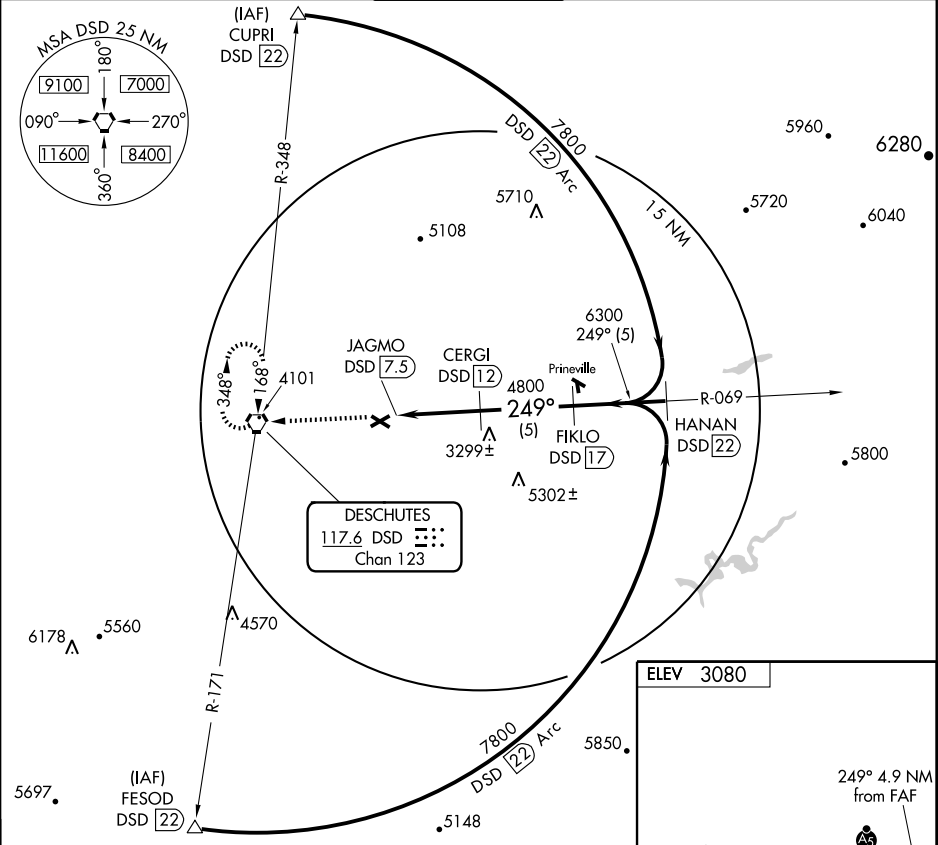 MSA DSD 25 NM
180°
9100
7000
090°
270°
11600
8400
360°
(IAF)
CUPRI
DSD 22
R-348
7800
DSD 22 Arc
15 NM
5960
6280
5710
5720
5108
6040
6300
249° (5)
JAGMO
DSD 7.5
CERGI
DSD 12
4800
249°
(5)
Prineville
348°
168°
4101
R-069
HANAN
DSD 22
FIKLO
DSD 17
3299±
5302±
5800
DESCHUTES
117.6 DSD
Chan 123
4570
6178
5560
R-171
ELEV 3080
7800
DSD 22 Arc
5850
249° 4.9 NM
from FAF
5697
(IAF)
FESOD
DSD 22
5148
A5